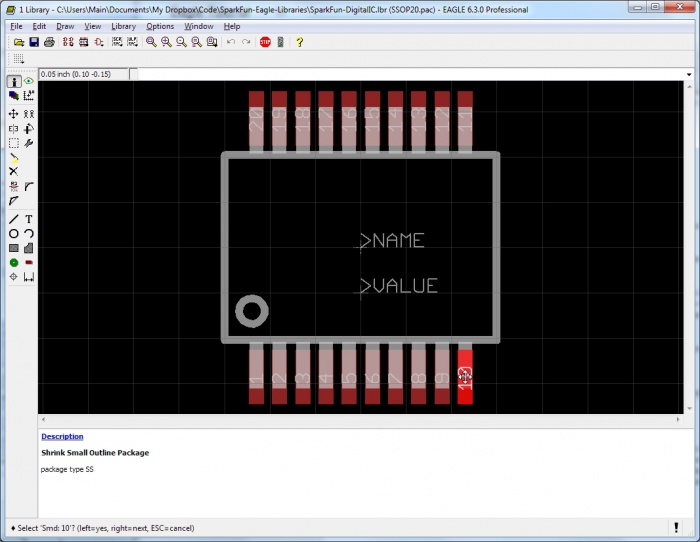 1 Library - C:\Users\Main\Documents\My Dropbox\Code\SparkFun-Eagle-Libraries\SparkFun-DigitalIC.lbr (SSOP20.pac) - EAGLE 6.3.0 Professional
File Edit Draw View Library Options Window Help
0.05 inch (0.10 -0.15)
20 19 18 17 16 15 14 13 12 11
>NAME
>VALUE
1 2 3 4 5 6 7 8 9 10
Description
Shrink Small Outline Package
package type SS
♦ Select 'Smd: 10'? (left=yes, right=next, ESC=cancel)